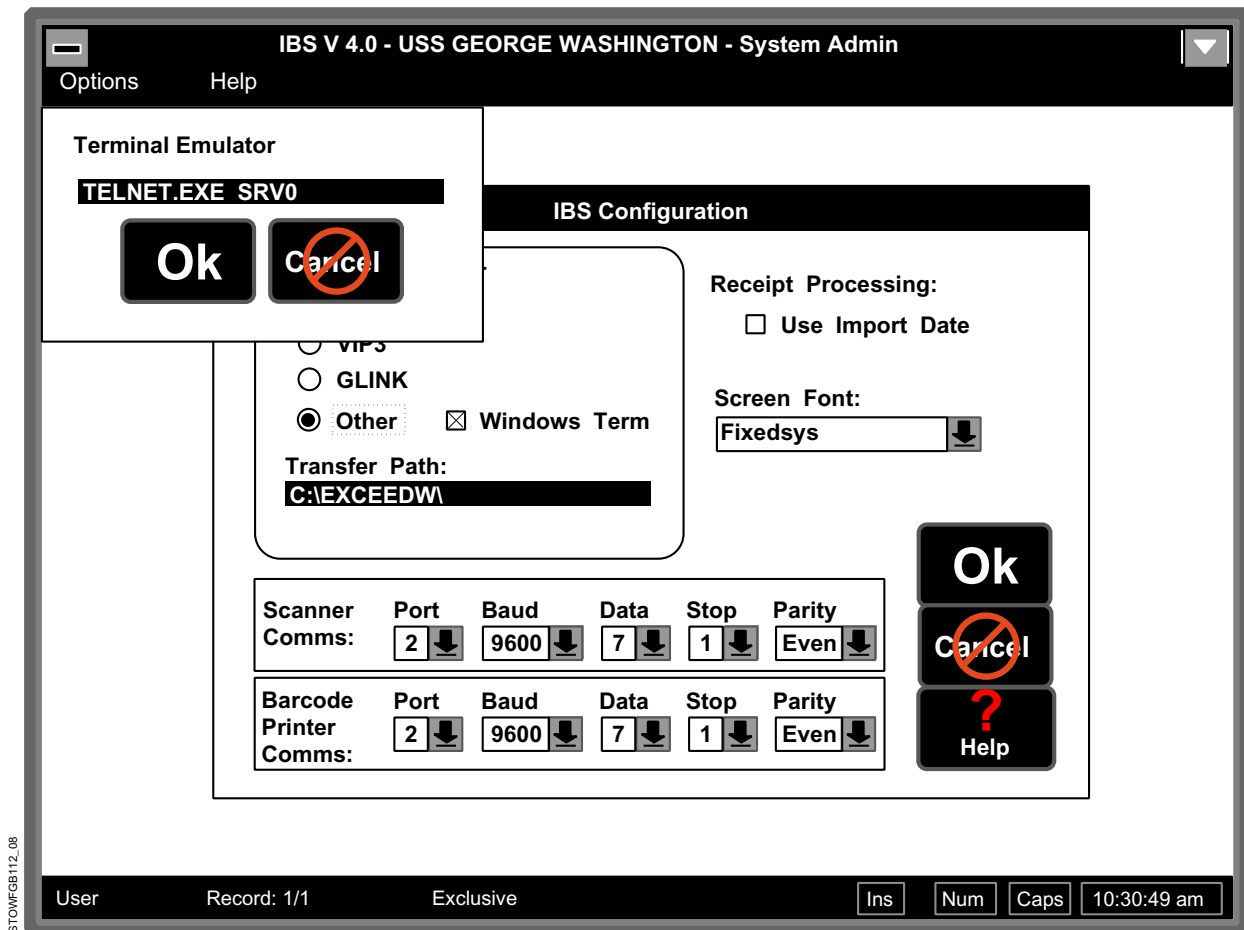 IBS V 4.0 - USS GEORGE WASHINGTON - System Admin
Options Help
Terminal Emulator
TELNET.EXE SRV0
Ok Cancel
IBS Configuration
VIP3
GLINK
Other Windows Term
Transfer Path:
C:\EXCEEDW\
Receipt Processing:
Use Import Date
Screen Font:
Fixedsys
Scanner Comms: Port Baud Data Stop Parity
2 9600 7 1 Even
Barcode Printer Comms: Port Baud Data Stop Parity
2 9600 7 1 Even
Ok
Cancel
?
Help
User Record: 1/1 Exclusive Ins Num Caps 10:30:49 am
STOWFGB112_08